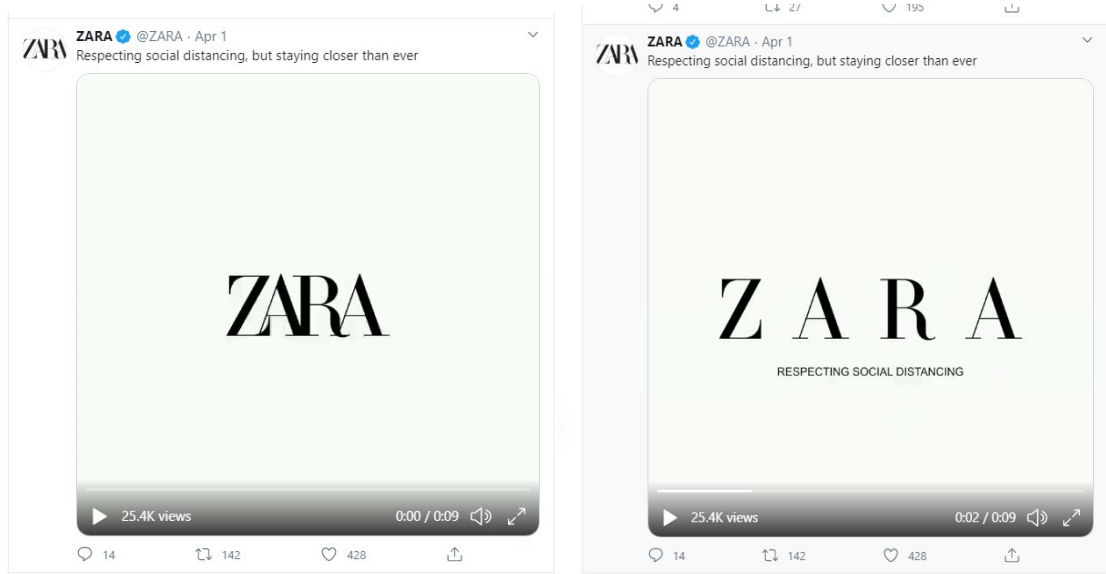 ZARA @ZARA · Apr 1
Respecting social distancing, but staying closer than ever
ZARA
ZARA
25.4K views
0:00 / 0:09
14
142
428
4
27
195
ZARA @ZARA · Apr 1
Respecting social distancing, but staying closer than ever
ZARA
Z A R A
RESPECTING SOCIAL DISTANCING
25.4K views
0:02 / 0:09
14
142
428